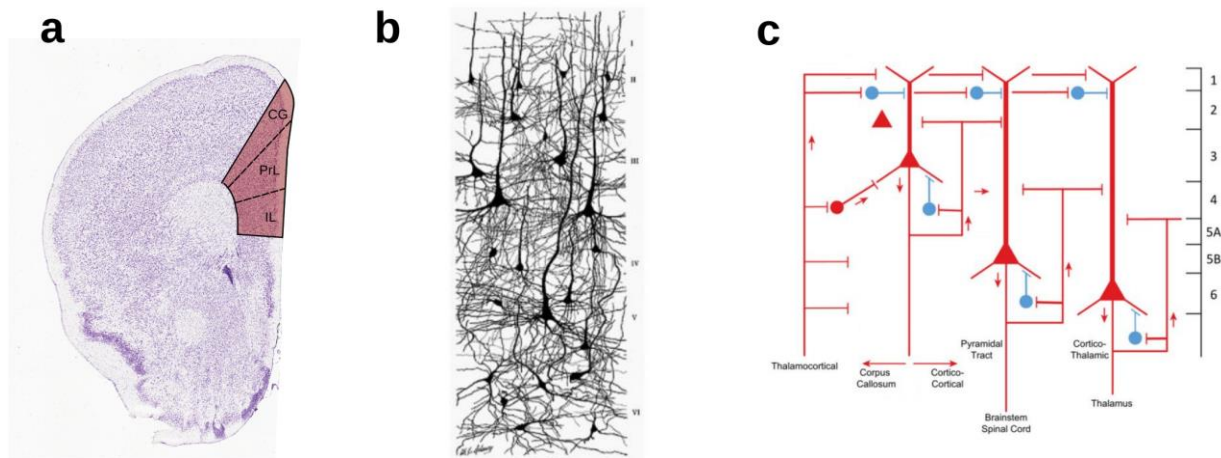 a
CG
PrL
IL
b
I
II
III
IV
V
VI
c
1
2
3
4
5A
5B
6
Thalamocortical
Corpus
Callosum
Cortico-
Cortical
Pyramidal
Tract
Brainstem
Spinal Cord
Cortico-
Thalamic
Thalamus